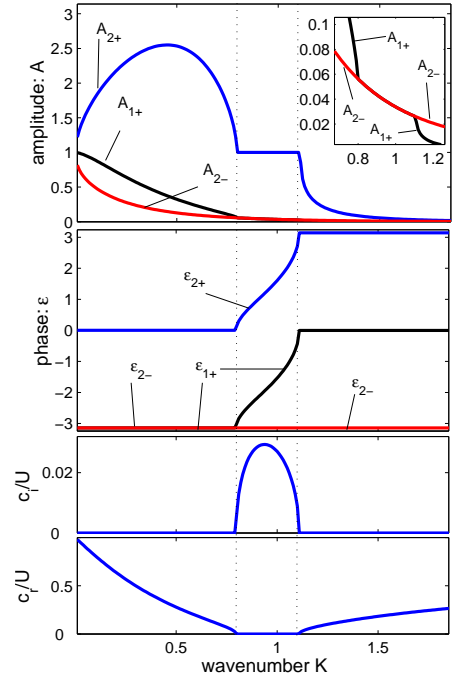 3
2.5
2
1.5
1
0.5
0
amplitude: A
A2+
A1+
A2−
0.1
0.08
0.06
0.04
0.02
A1+
A2−
A2−
A1+
0.8
1
1.2
3
2
1
0
−1
−2
−3
phase: ε
ε2+
ε2−
ε1+
ε2−
0.02
0
ci/U
0.5
0
cr/U
0.5
1
1.5
wavenumber K